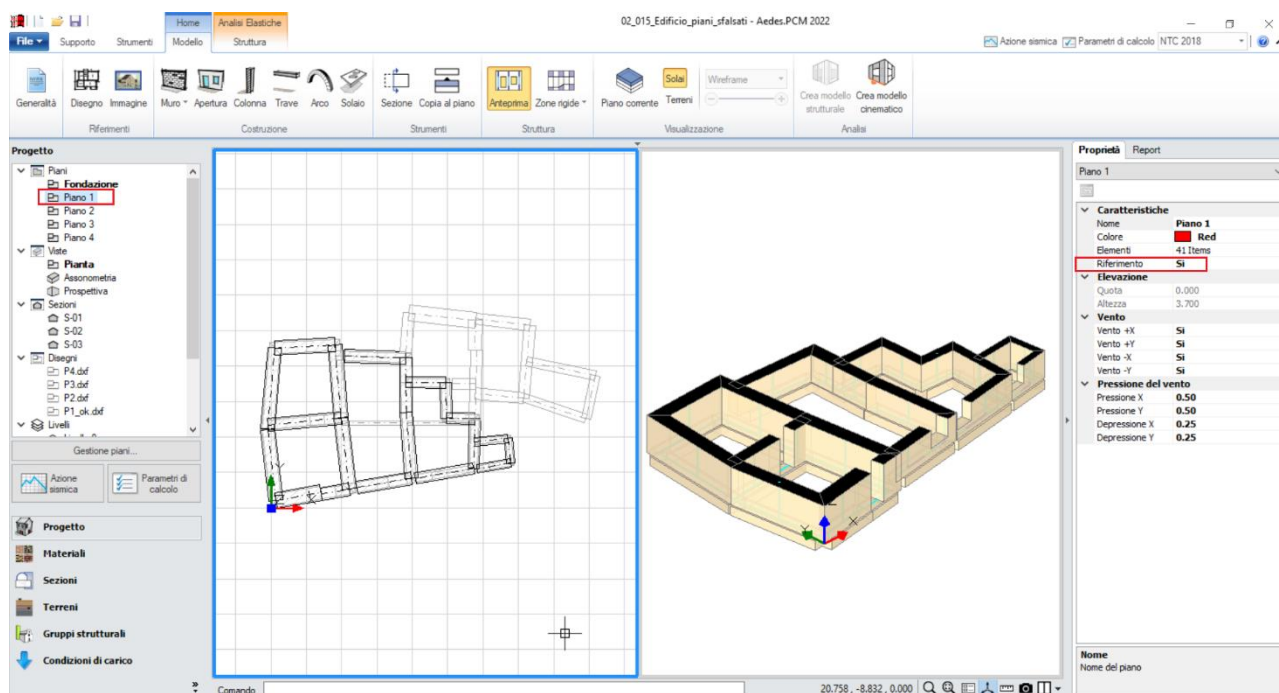 Home Analisi Elastiche 02_015_Edificio_piani_sfalsati - Aedes.PCM 2022
File Supporto Strumenti Modello Struttura Azione sismica Parametri di calcolo NTC 2018
Generalità Disegno Immagine Muro Apertura Colonna Trave Arco Solaio Sezione Copia al piano Anteprima Zone rigide Piano corrente Solai Terreni Wireframe Crea modello strutturale Crea modello cinematico
Riferimenti Costruzione Strumenti Struttura Visualizzazione Analisi
Progetto
Piani
Fondazione
Piano 1
Piano 2
Piano 3
Piano 4
Viste
Pianta
Assonometria
Prospettiva
Sezioni
S-01
S-02
S-03
Disegni
P4.dxf
P3.dxf
P2.dxf
P1_ok.dxf
Livelli
Gestione piani...
Azione sismica
Parametri di calcolo
Progetto
Materiali
Sezioni
Terreni
Gruppi strutturali
Condizioni di carico
Y
X
Y
X
Comando
20.758 , -8.832 , 0.000
Proprietà Report
Piano 1
Caratteristiche
Nome Piano 1
Colore Red
Elementi 41 Items
Riferimento Sì
Elevazione
Quota 0.000
Altezza 3.700
Vento
Vento +X Sì
Vento +Y Sì
Vento -X Sì
Vento -Y Sì
Pressione del vento
Pressione X 0.50
Pressione Y 0.50
Depressione X 0.25
Depressione Y 0.25
Nome
Nome del piano